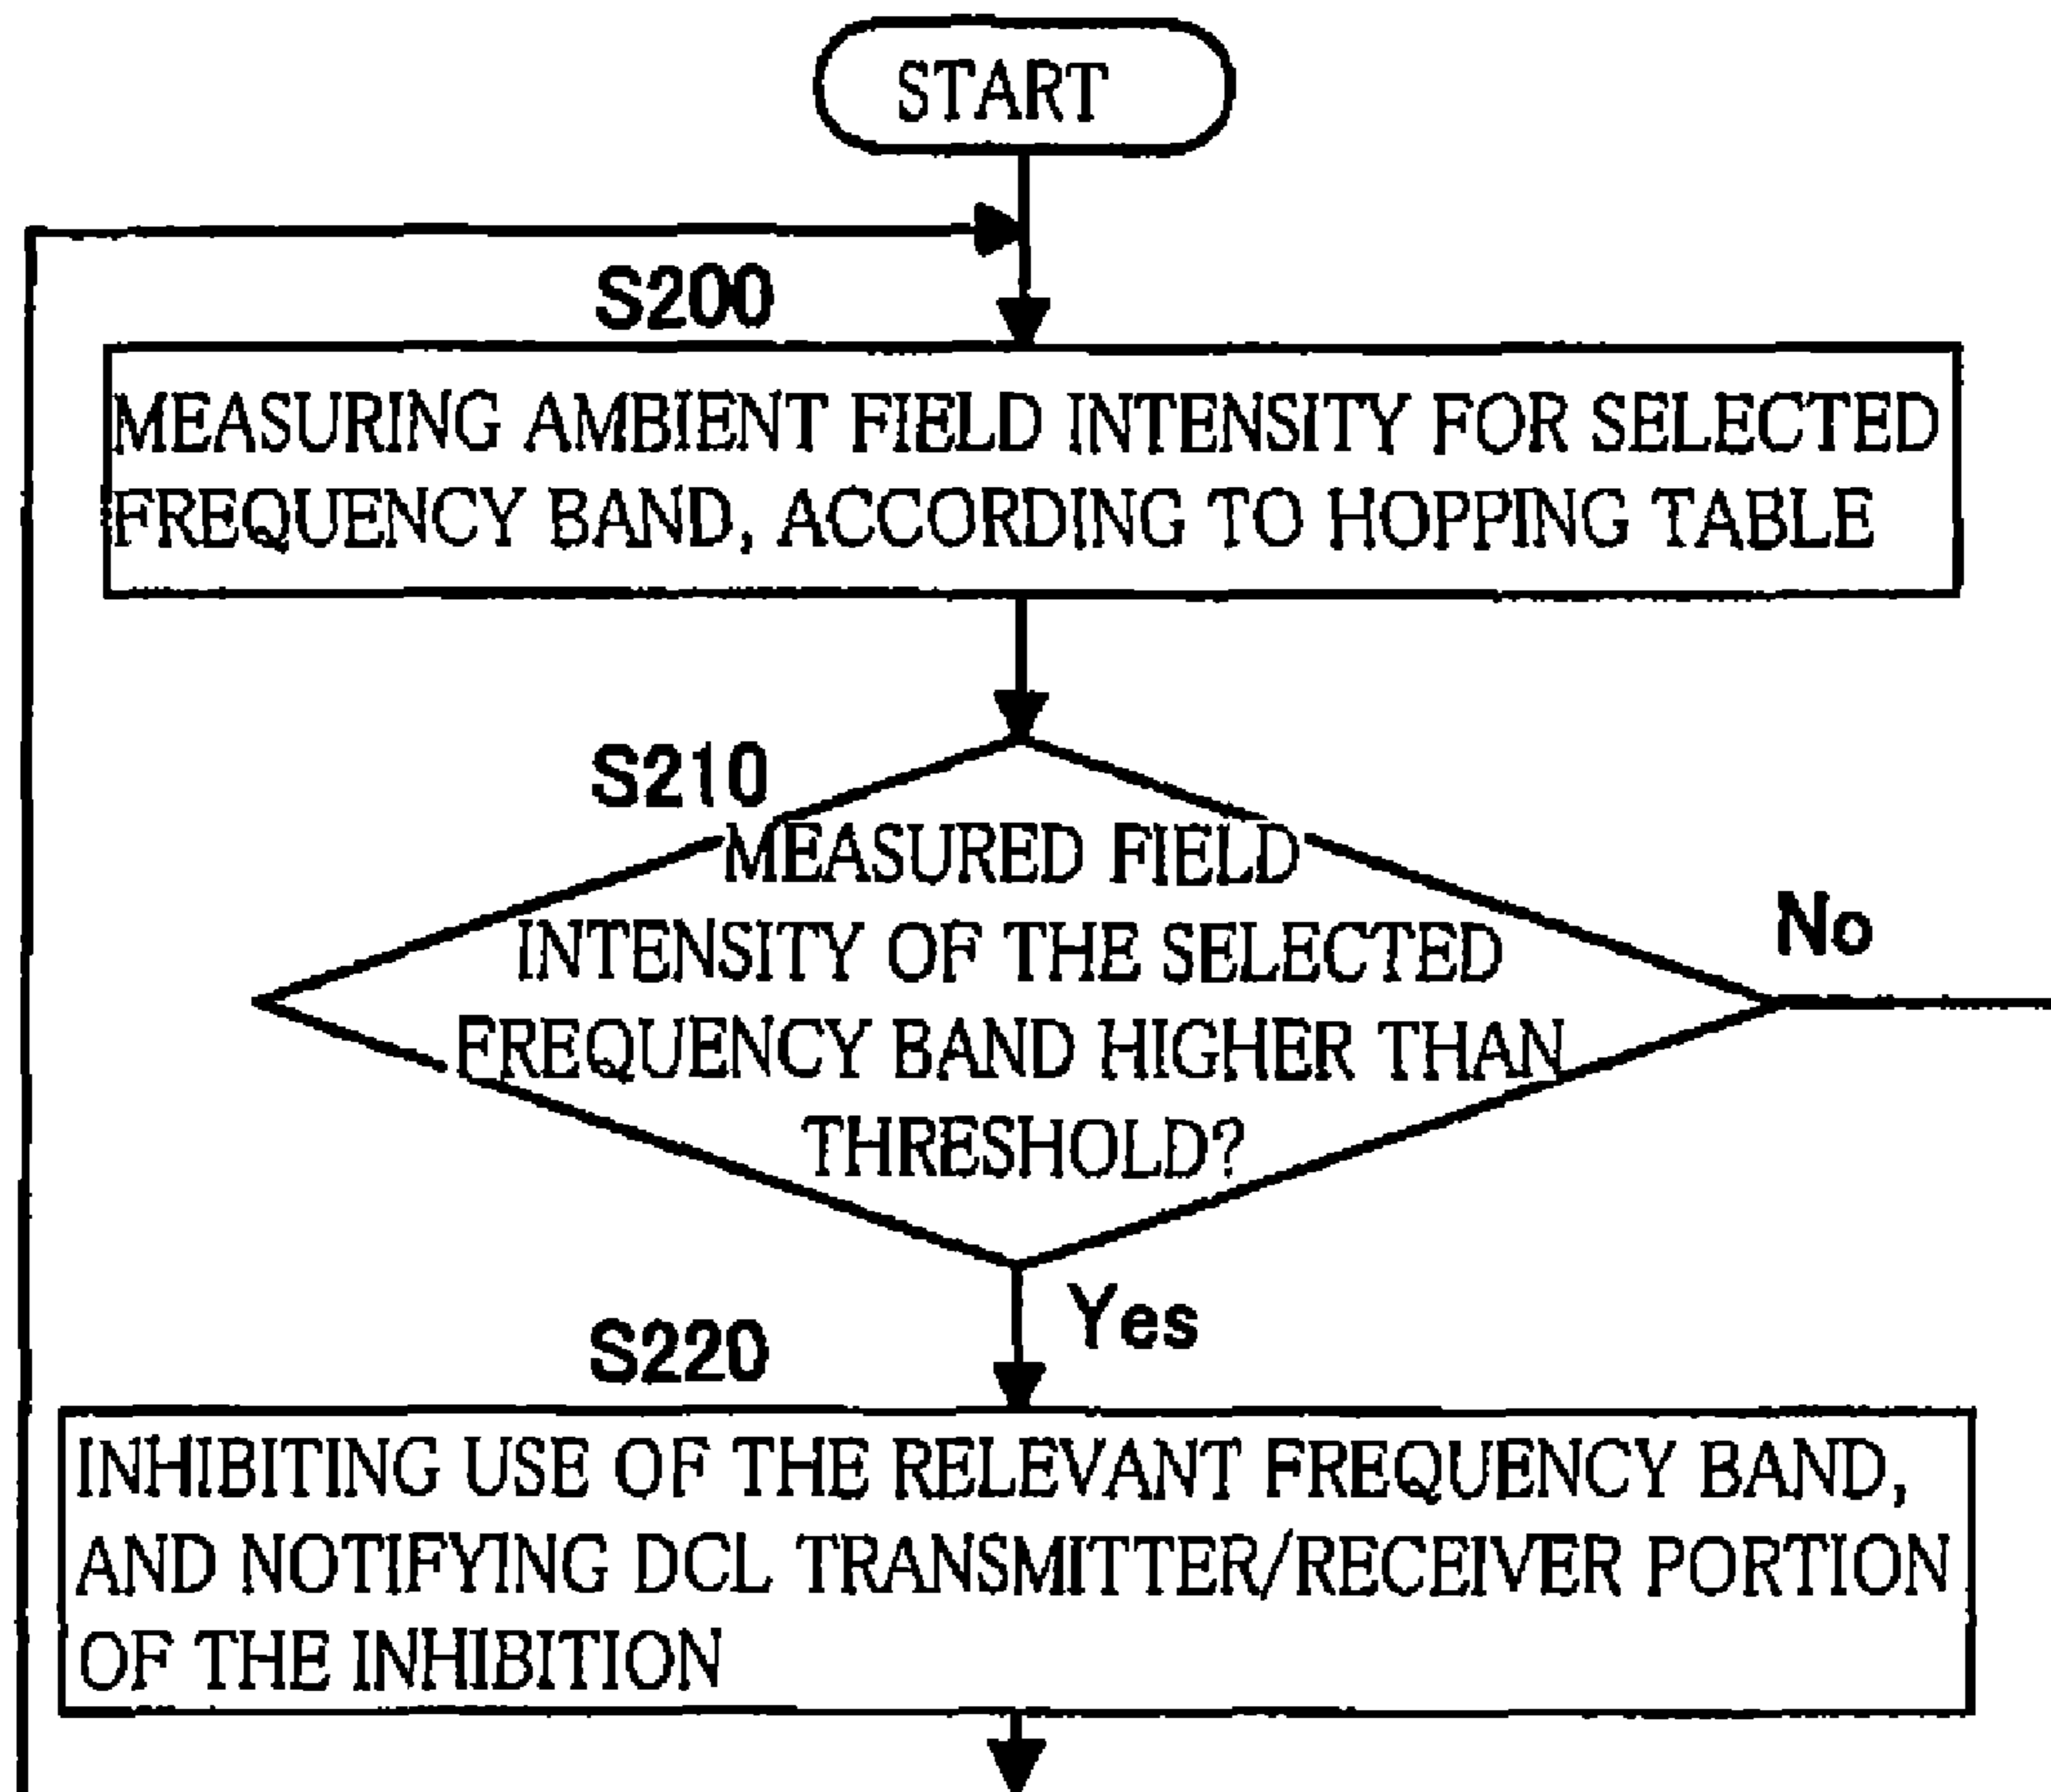 START
S200
MEASURING AMBIENT FIELD INTENSITY FOR SELECTED
FREQUENCY BAND, ACCORDING TO HOPPING TABLE
S210
MEASURED FIELD
INTENSITY OF THE SELECTED
FREQUENCY BAND HIGHER THAN
THRESHOLD?
No
Yes
S220
INHIBITING USE OF THE RELEVANT FREQUENCY BAND,
AND NOTIFYING DCL TRANSMITTER/RECEIVER PORTION
OF THE INHIBITION